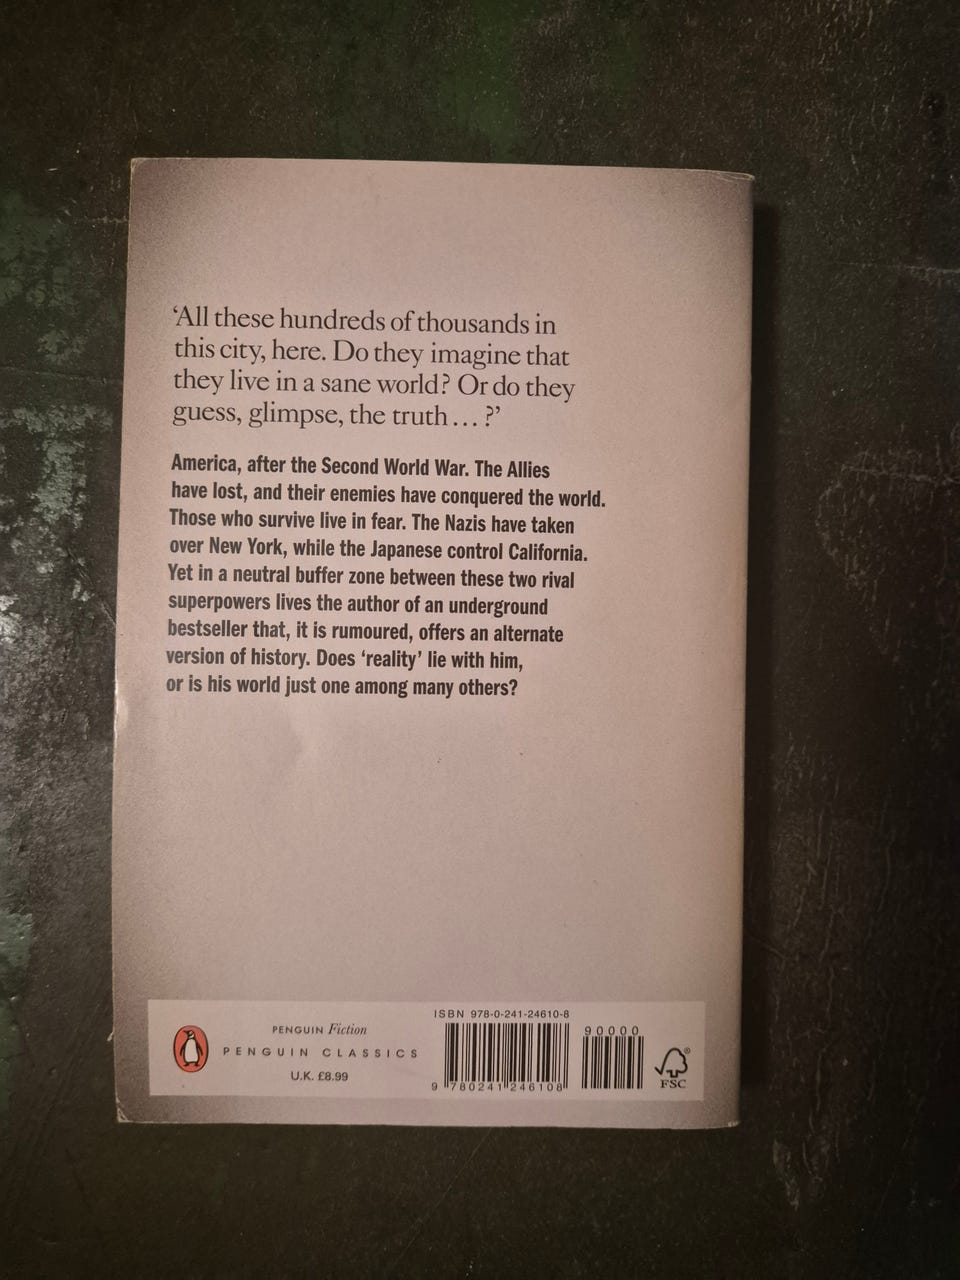 ‘All these hundreds of thousands in
this city, here. Do they imagine that
they live in a sane world? Or do they
guess, glimpse, the truth ... ?’
America, after the Second World War. The Allies
have lost, and their enemies have conquered the world.
Those who survive live in fear. The Nazis have taken
over New York, while the Japanese control California.
Yet in a neutral buffer zone between these two rival
superpowers lives the author of an underground
bestseller that, it is rumoured, offers an alternate
version of history. Does ‘reality’ lie with him,
or is his world just one among many others?
PENGUIN Fiction
PENGUIN CLASSICS
U.K. £8.99
ISBN 978-0-241-24610-8
9 780241 246108
90000
®
FSC